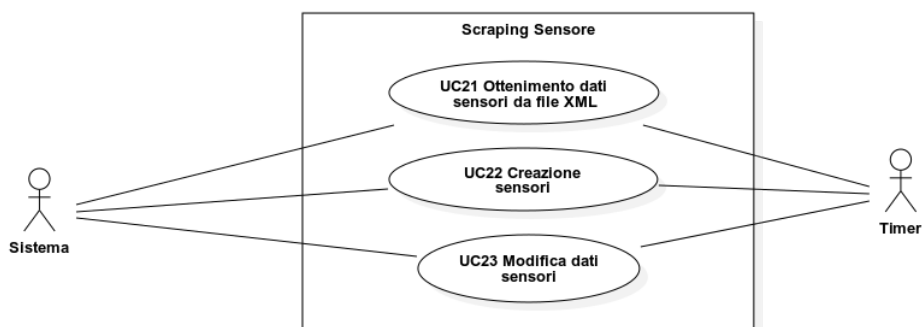 Scraping Sensore
UC21 Ottenimento dati
sensori da file XML
UC22 Creazione
sensori
UC23 Modifica dati
sensori
Sistema
Timer